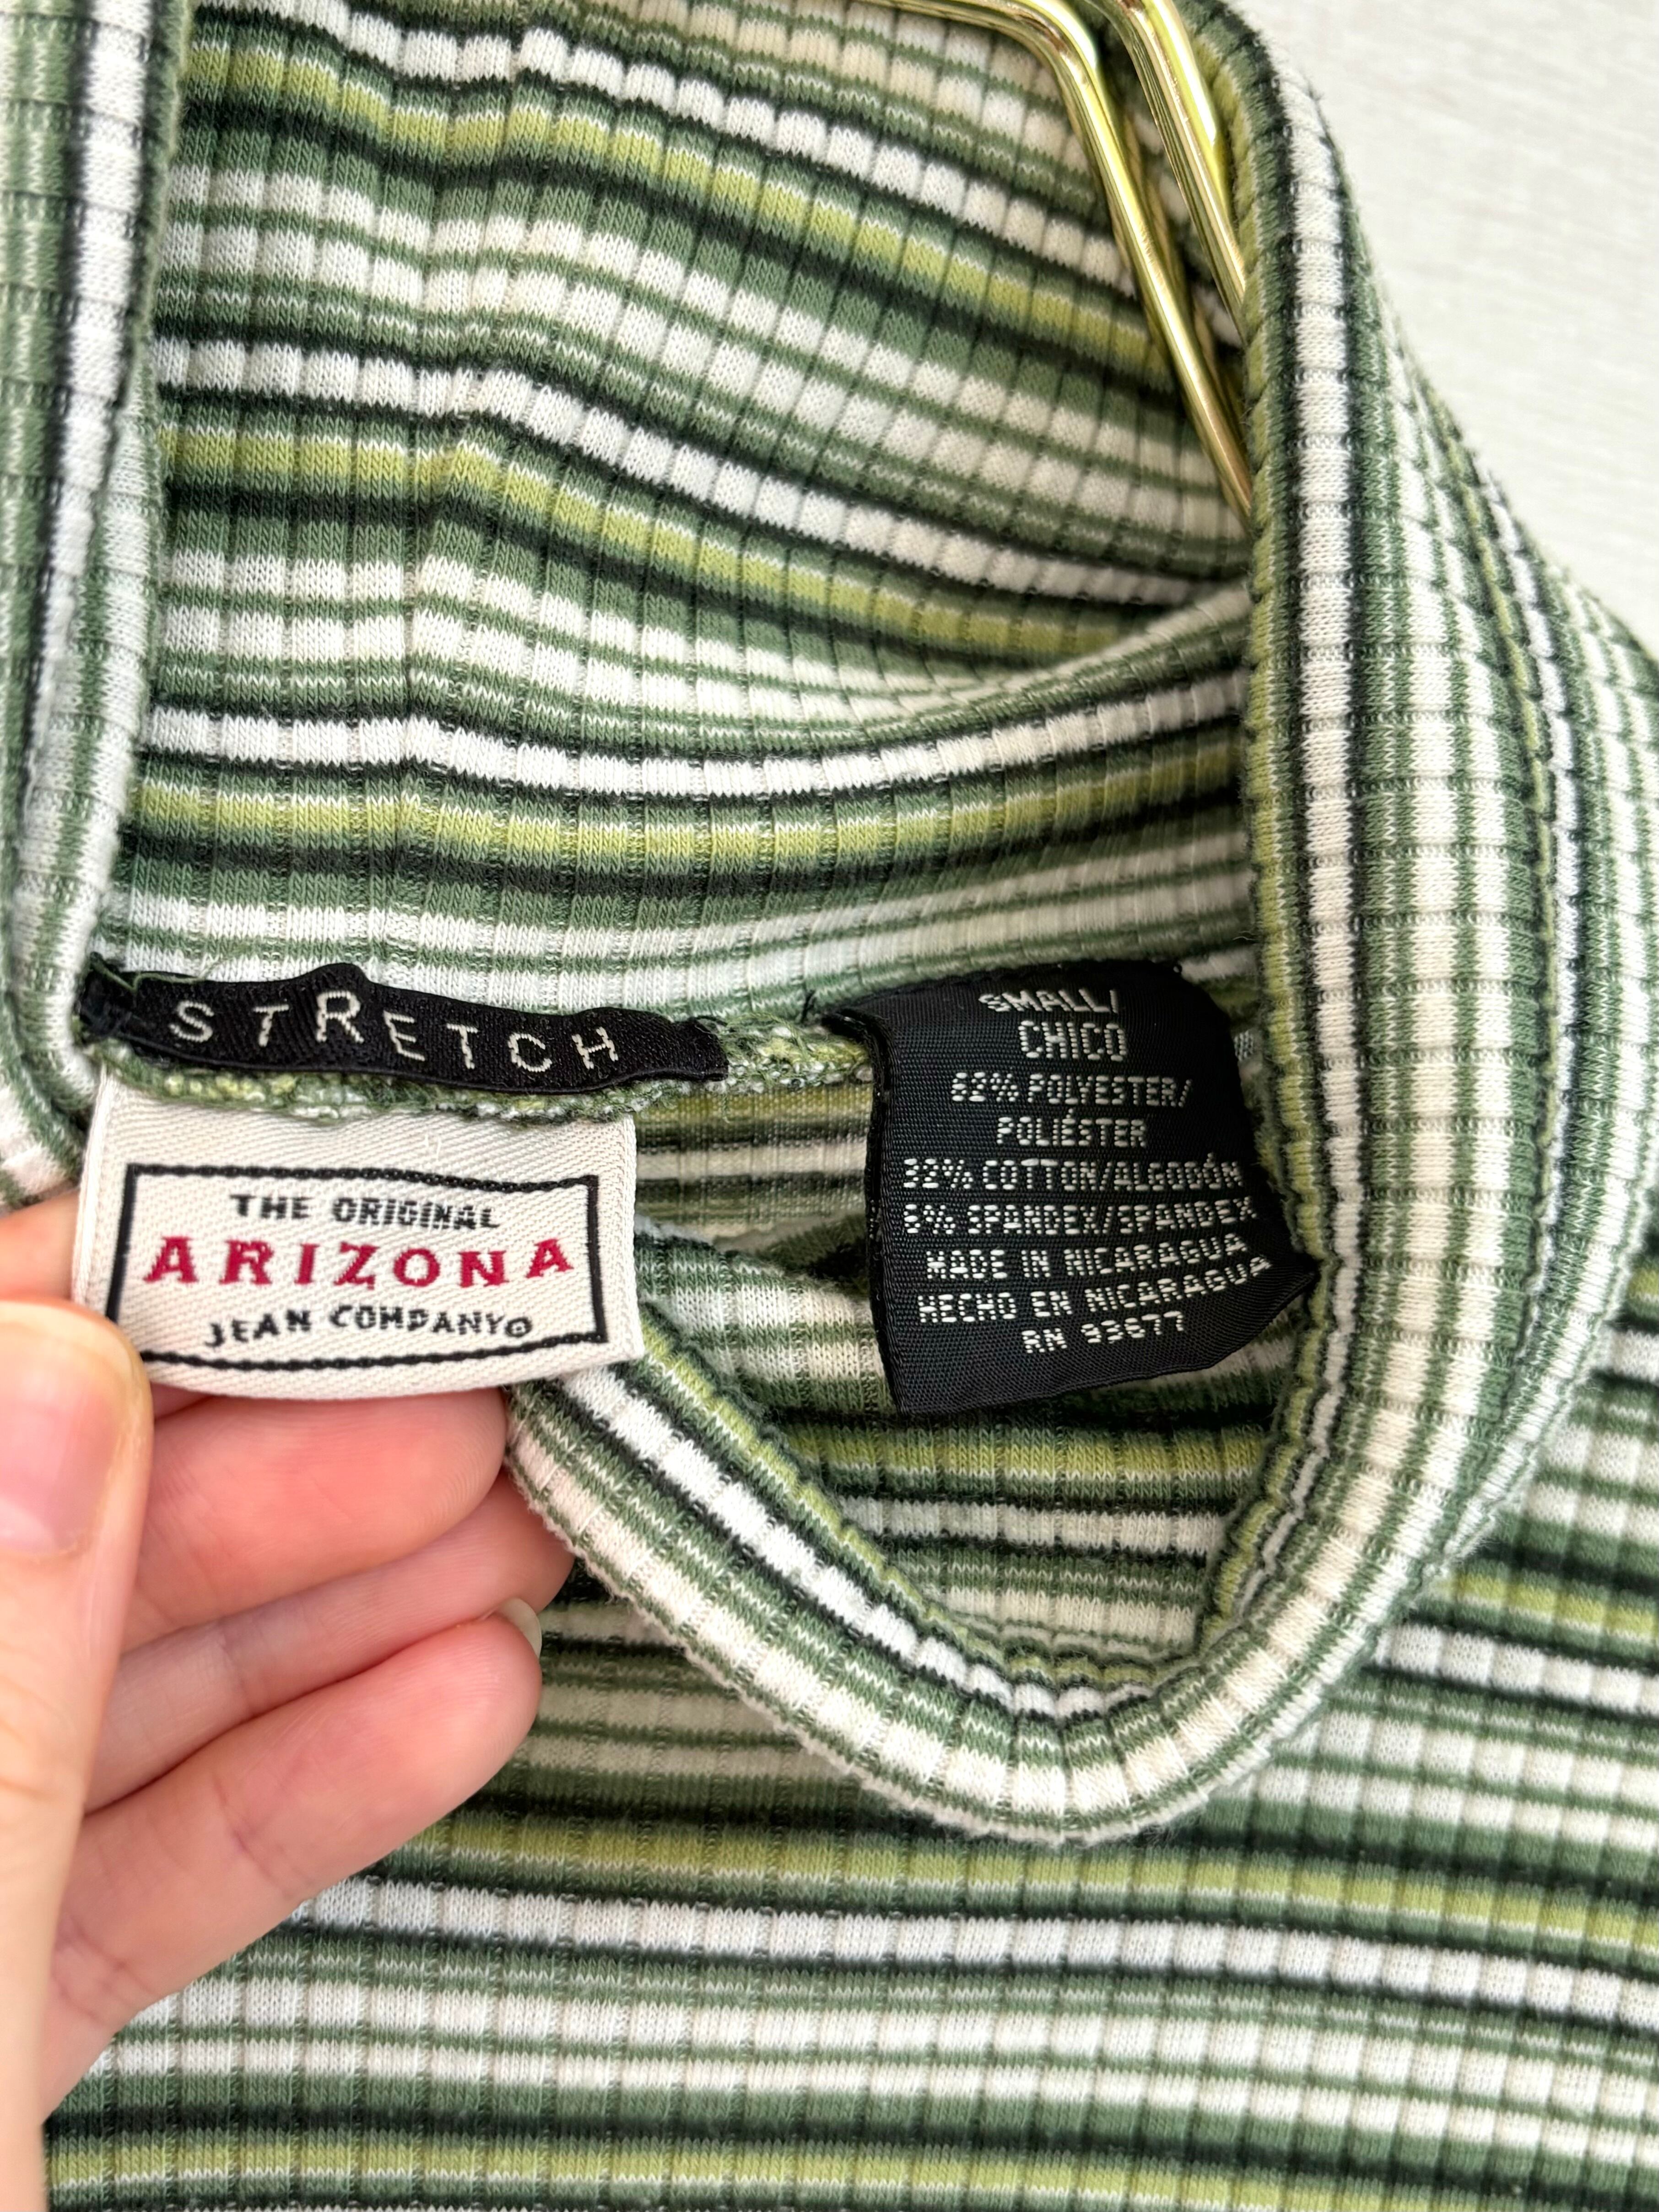 STRETCH
THE ORIGINAL
ARIZONA
JEAN COMPANY®
SMALL/
CHICO
62% POLYESTER/
POLIÉSTER
32% COTTON/ALGODÓN
6% SPANDEX/SPANDEX
MADE IN NICARAGUA
HECHO EN NICARAGUA
RN 93677